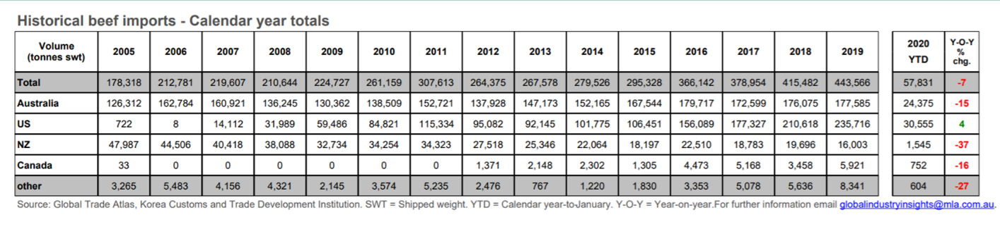 Historical beef imports - Calendar year totals
Volume (tonnes swt) 2005 2006 2007 2008 2009 2010 2011 2012 2013 2014 2015 2016 2017 2018 2019 2020 YTD Y-O-Y % chg.
Total 178,318 212,781 219,607 210,644 224,727 261,159 307,613 264,375 267,578 279,526 295,328 366,142 378,954 415,482 443,566 57,831 -7
Australia 126,312 162,784 160,921 136,245 130,362 138,509 152,721 137,928 147,173 152,165 167,544 179,717 172,599 176,075 177,585 24,375 -15
US 722 8 14,112 31,989 59,486 84,821 115,334 95,082 92,145 101,775 106,451 156,089 177,327 210,618 235,716 30,555 4
NZ 47,987 44,506 40,418 38,088 32,734 34,254 34,323 27,518 25,346 22,064 18,197 22,510 18,783 19,696 16,003 1,545 -37
Canada 33 0 0 0 0 0 0 1,371 2,148 2,302 1,305 4,473 5,168 3,458 5,921 752 -16
other 3,265 5,483 4,156 4,321 2,145 3,574 5,235 2,476 767 1,220 1,830 3,353 5,078 5,636 8,341 604 -27
Source: Global Trade Atlas, Korea Customs and Trade Development Institution. SWT = Shipped weight. YTD = Calendar year-to-January. Y-O-Y = Year-on-year.For further information email globalindustryinsights@mla.com.au.